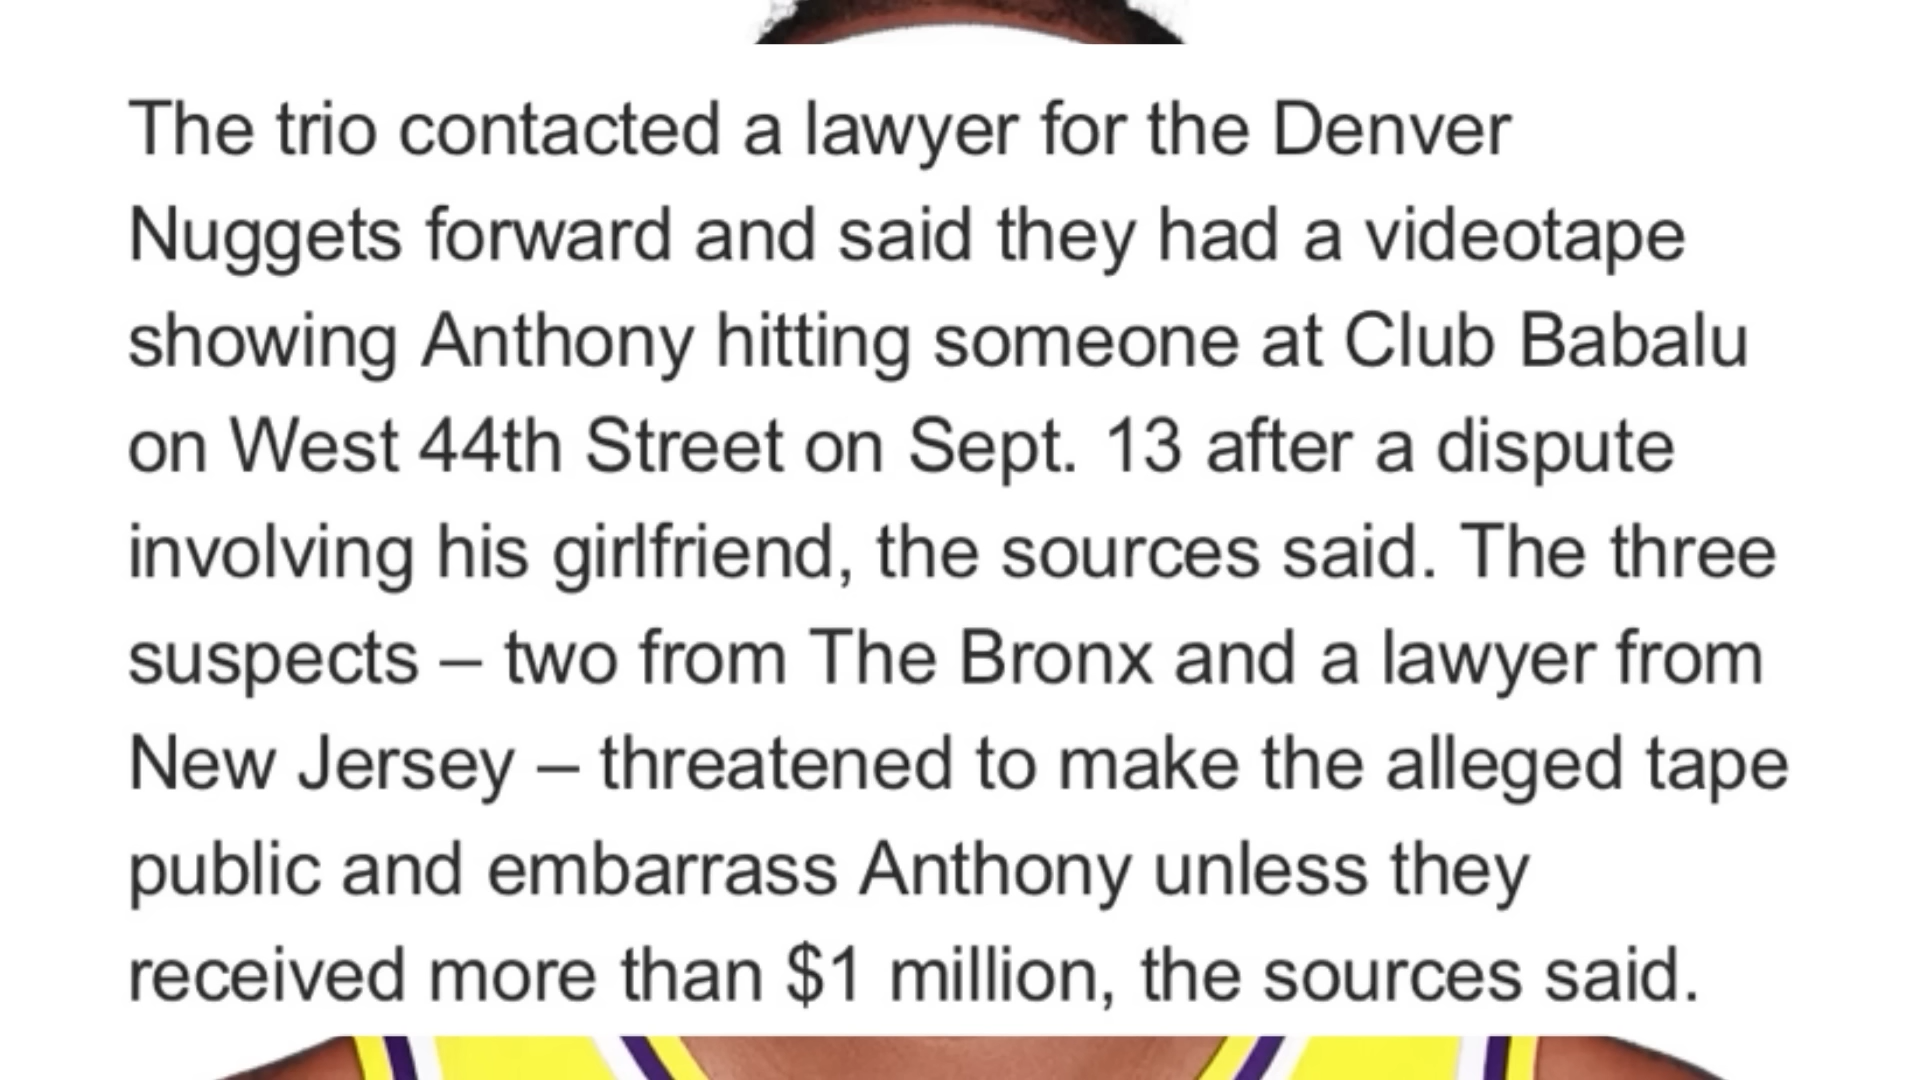 The trio contacted a lawyer for the Denver
Nuggets forward and said they had a videotape
showing Anthony hitting someone at Club Babalu
on West 44th Street on Sept. 13 after a dispute
involving his girlfriend, the sources said. The three
suspects – two from The Bronx and a lawyer from
New Jersey – threatened to make the alleged tape
public and embarrass Anthony unless they
received more than $1 million, the sources said.